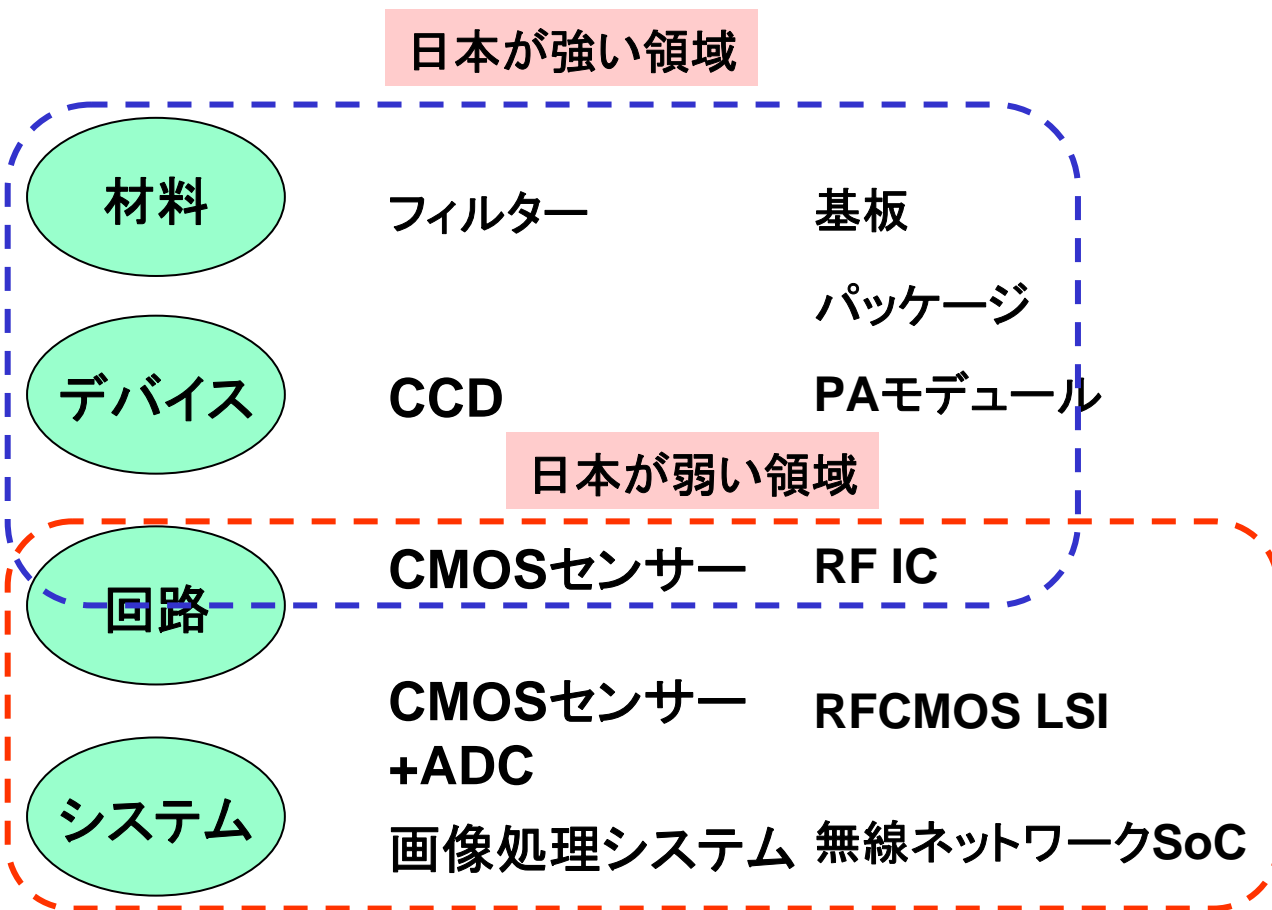 日本が強い領域
材料
フィルター
基板
パッケージ
デバイス
CCD
PAモデュール
日本が弱い領域
回路
CMOSセンサー
RF IC
CMOSセンサー
+ADC
RFCMOS LSI
システム
画像処理システム
無線ネットワークSoC